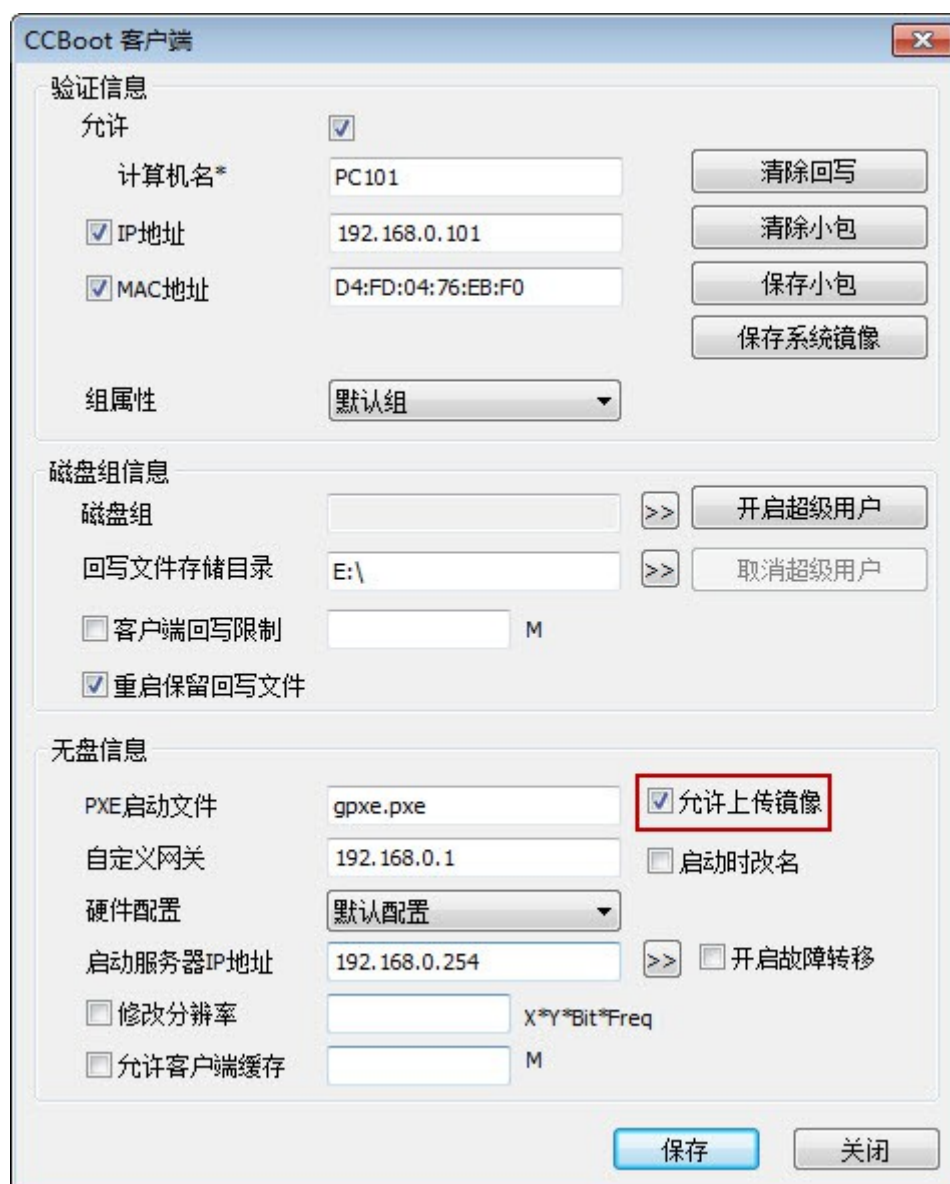 CCBoot 客户端
验证信息
允许
计算机名* PC101 清除回写
IP地址 192.168.0.101 清除小包
MAC地址 D4:FD:04:76:EB:F0 保存小包
保存系统镜像
组属性 默认组
磁盘组信息
磁盘组 >> 开启超级用户
回写文件存储目录 E:\ >> 取消超级用户
客户端回写限制 M
重启保留回写文件
无盘信息
PXE启动文件 gpxe.pxe 允许上传镜像
自定义网关 192.168.0.1 启动时改名
硬件配置 默认配置
启动服务器IP地址 192.168.0.254 >> 开启故障转移
修改分辨率 X*Y*Bit*Freq
允许客户端缓存 M
保存 关闭